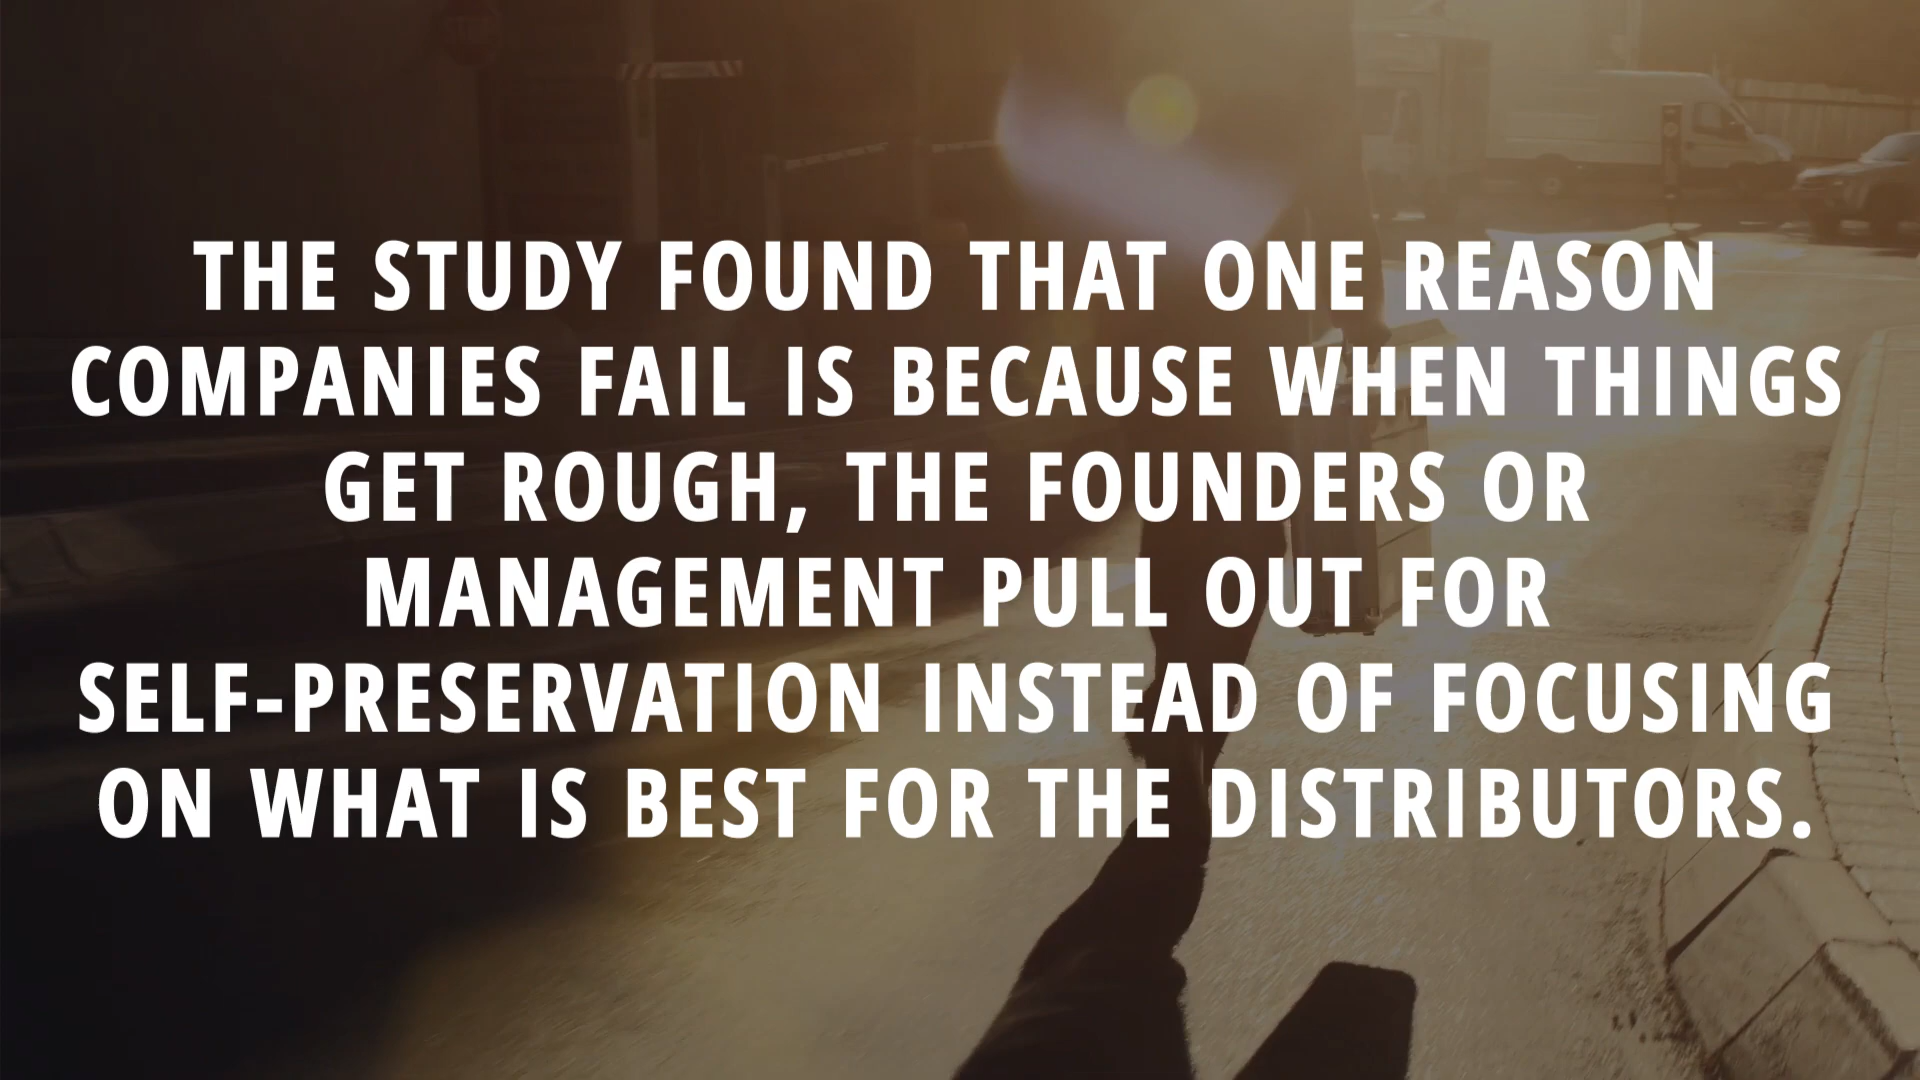 THE STUDY FOUND THAT ONE REASON
COMPANIES FAIL IS BECAUSE WHEN THINGS
GET ROUGH, THE FOUNDERS OR
MANAGEMENT PULL OUT FOR
SELF-PRESERVATION INSTEAD OF FOCUSING
ON WHAT IS BEST FOR THE DISTRIBUTORS.